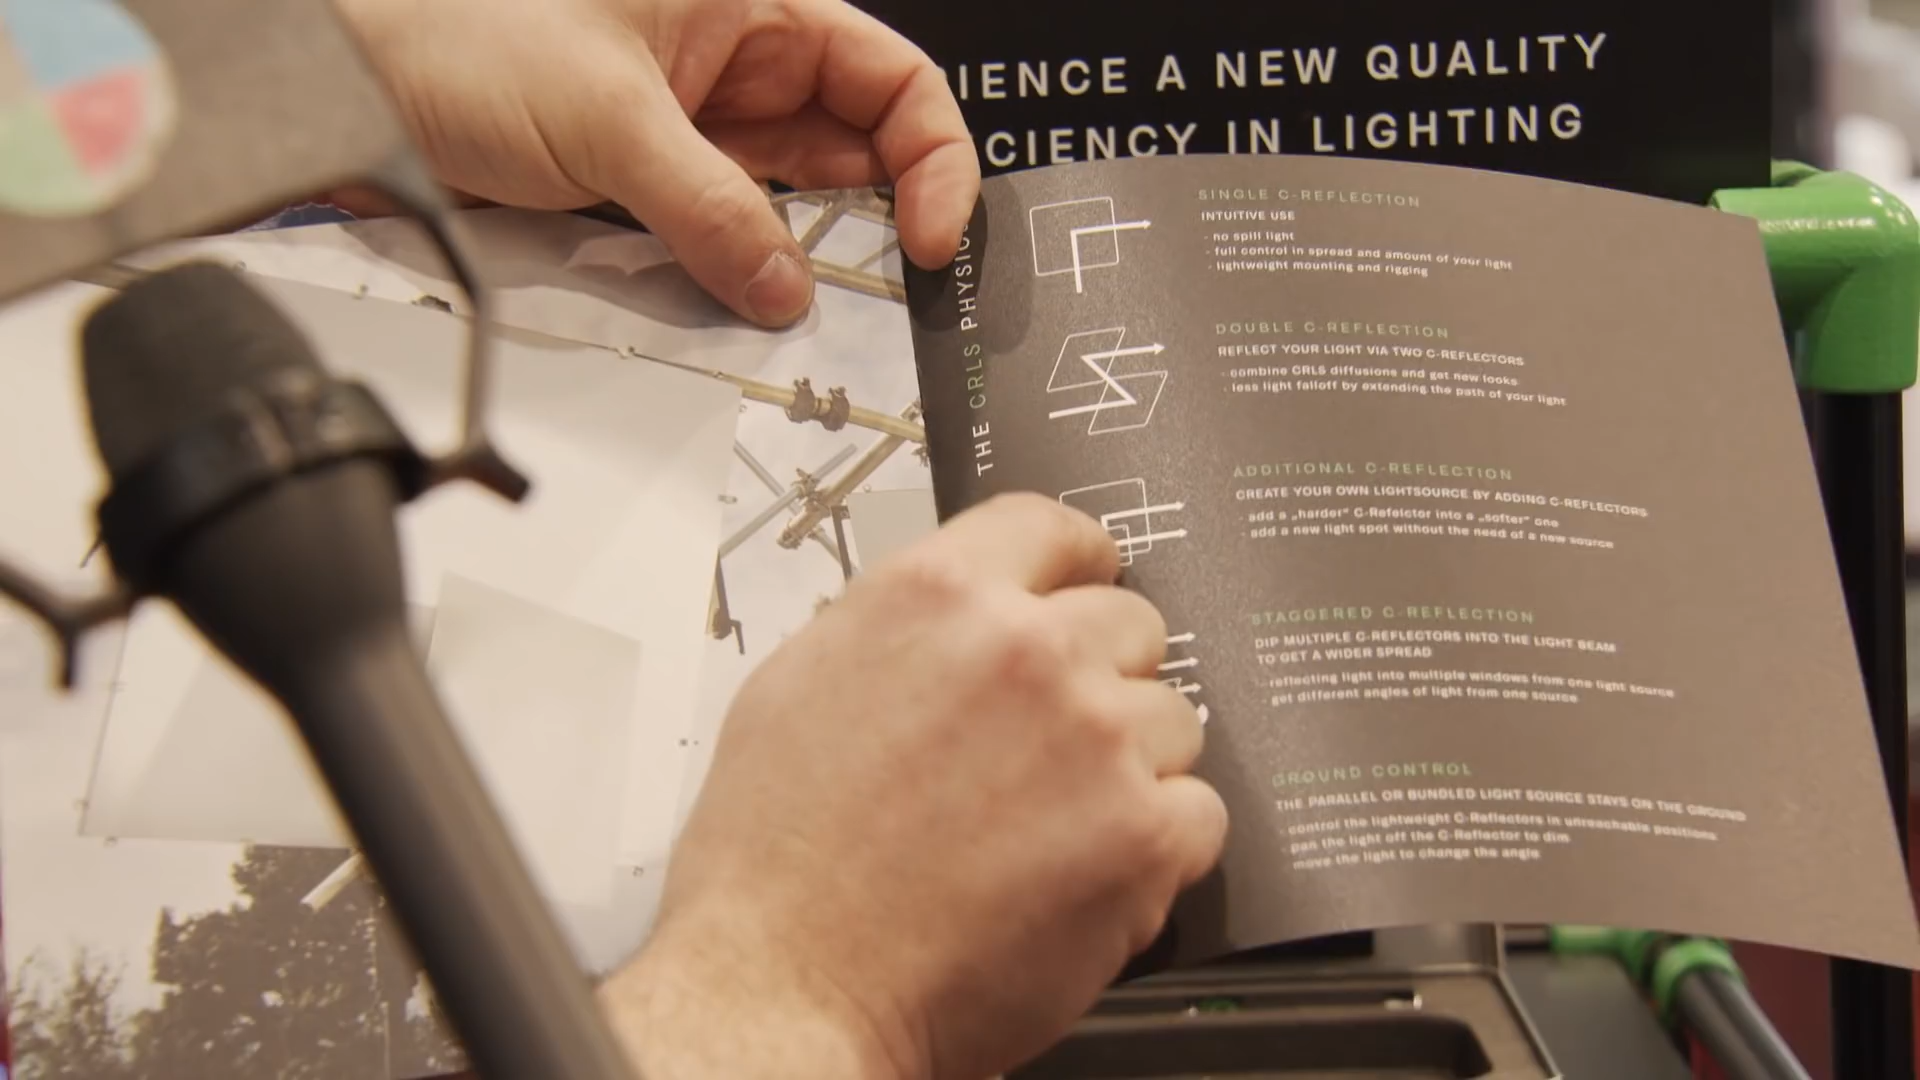 IENCE A NEW QUALITY
CIENCY IN LIGHTING
THE CRLS PHYSIC
SINGLE C-REFLECTION
INTUITIVE USE
- no spill light
- full control in spread and amount of your light
- lightweight mounting and rigging
DOUBLE C-REFLECTION
REFLECT YOUR LIGHT VIA TWO C-REFLECTORS
- combine CRLS diffusions and get new looks
- less light falloff by extending the path of your light
ADDITIONAL C-REFLECTION
CREATE YOUR OWN LIGHTSOURCE BY ADDING C-REFLECTORS
- add a „harder" C-Refelctor into a „softer" one
- add a new light spot without the need of a new source
STAGGERED C-REFLECTION
DIP MULTIPLE C-REFLECTORS INTO THE LIGHT BEAM
TO GET A WIDER SPREAD
- reflecting light into multiple windows from one light source
- get different angles of light from one source
GROUND CONTROL
THE PARALLEL OR BUNDLED LIGHT SOURCE STAYS ON THE GROUND
- control the lightweight C-Reflectors in unreachable positions
- pan the light off the C-Reflector to dim
move the light to change the angle